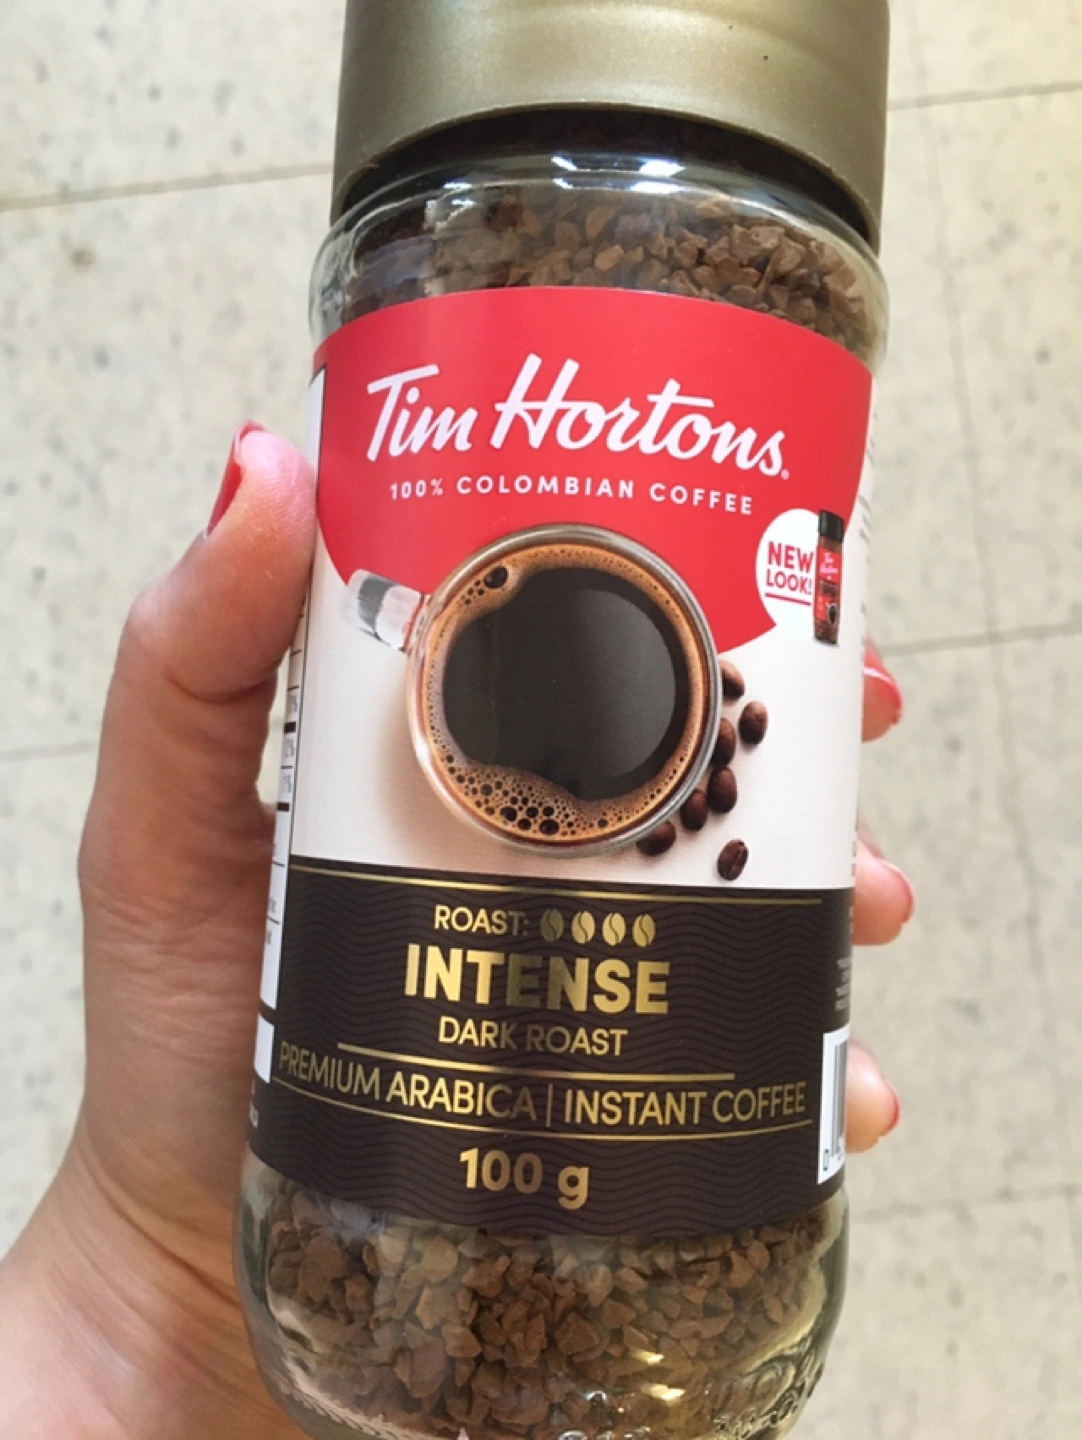 Tim Hortons
100% COLOMBIAN COFFEE
NEW
LOOK!
ROAST:
INTENSE
DARK ROAST
PREMIUM ARABICA | INSTANT COFFEE
100 g